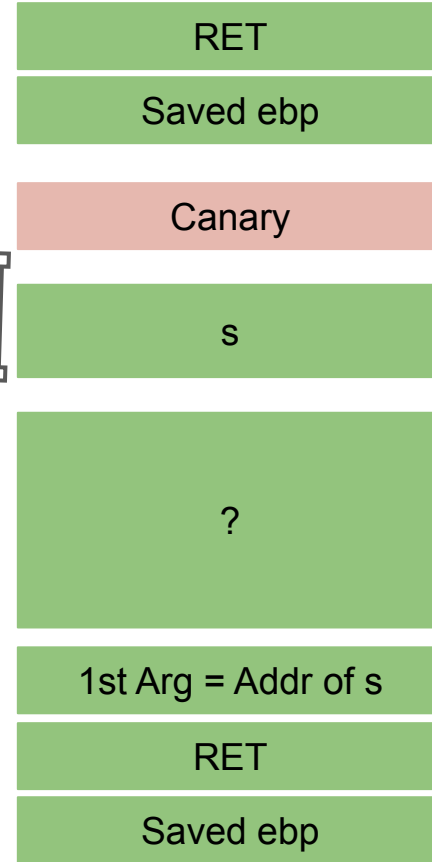 RET
Saved ebp
Canary
s
?
1st Arg = Addr of s
RET
Saved ebp